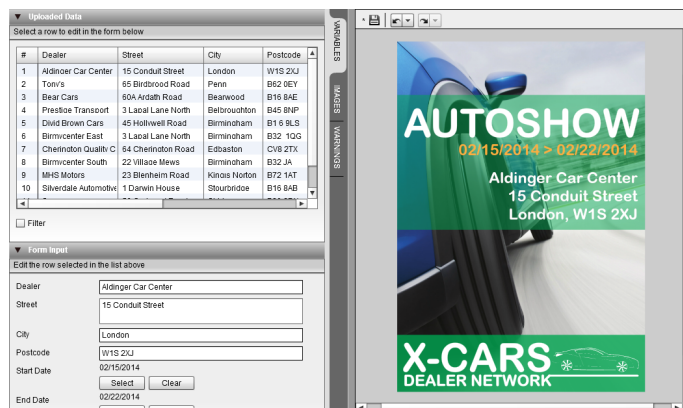 ▼ Uploaded Data
Select a row to edit in the form below
# Dealer Street City Postcode
1 Aldinger Car Center 15 Conduit Street London W1S 2XJ
2 Tony's 65 Birdbrood Road Penn B62 0EY
3 Bear Cars 60A Ardath Road Bearwood B16 8AE
4 Prestige Transport 3 Lapal Lane North Belbroughton B45 8NP
5 Divid Brown Cars 45 Holliwell Road Birmingham B1 6 9LS
6 Birmycenter East 3 Lapal Lane North Birmingham B32 1QG
7 Cherington Quality C 64 Cherington Road Edbaston CV8 2TX
8 Birmycenter South 22 Village Mews Birmingham B32 JA
9 MHS Motors 23 Blenheim Road Kings Norton B72 1AT
10 Silverdale Automotive 1 Darwin House Stourbridge B16 8AB
Filter
▼ Form Input
Edit the row selected in the list above
Dealer Aldinger Car Center
Street 15 Conduit Street
City London
Postcode W1S 2XJ
Start Date 02/15/2014
Select Clear
End Date 02/22/2014
VARIABLES
IMAGES
WARNINGS
*
AUTOSHOW
02/15/2014 > 02/22/2014
Aldinger Car Center
15 Conduit Street
London, W1S 2XJ
X-CARS
DEALER NETWORK